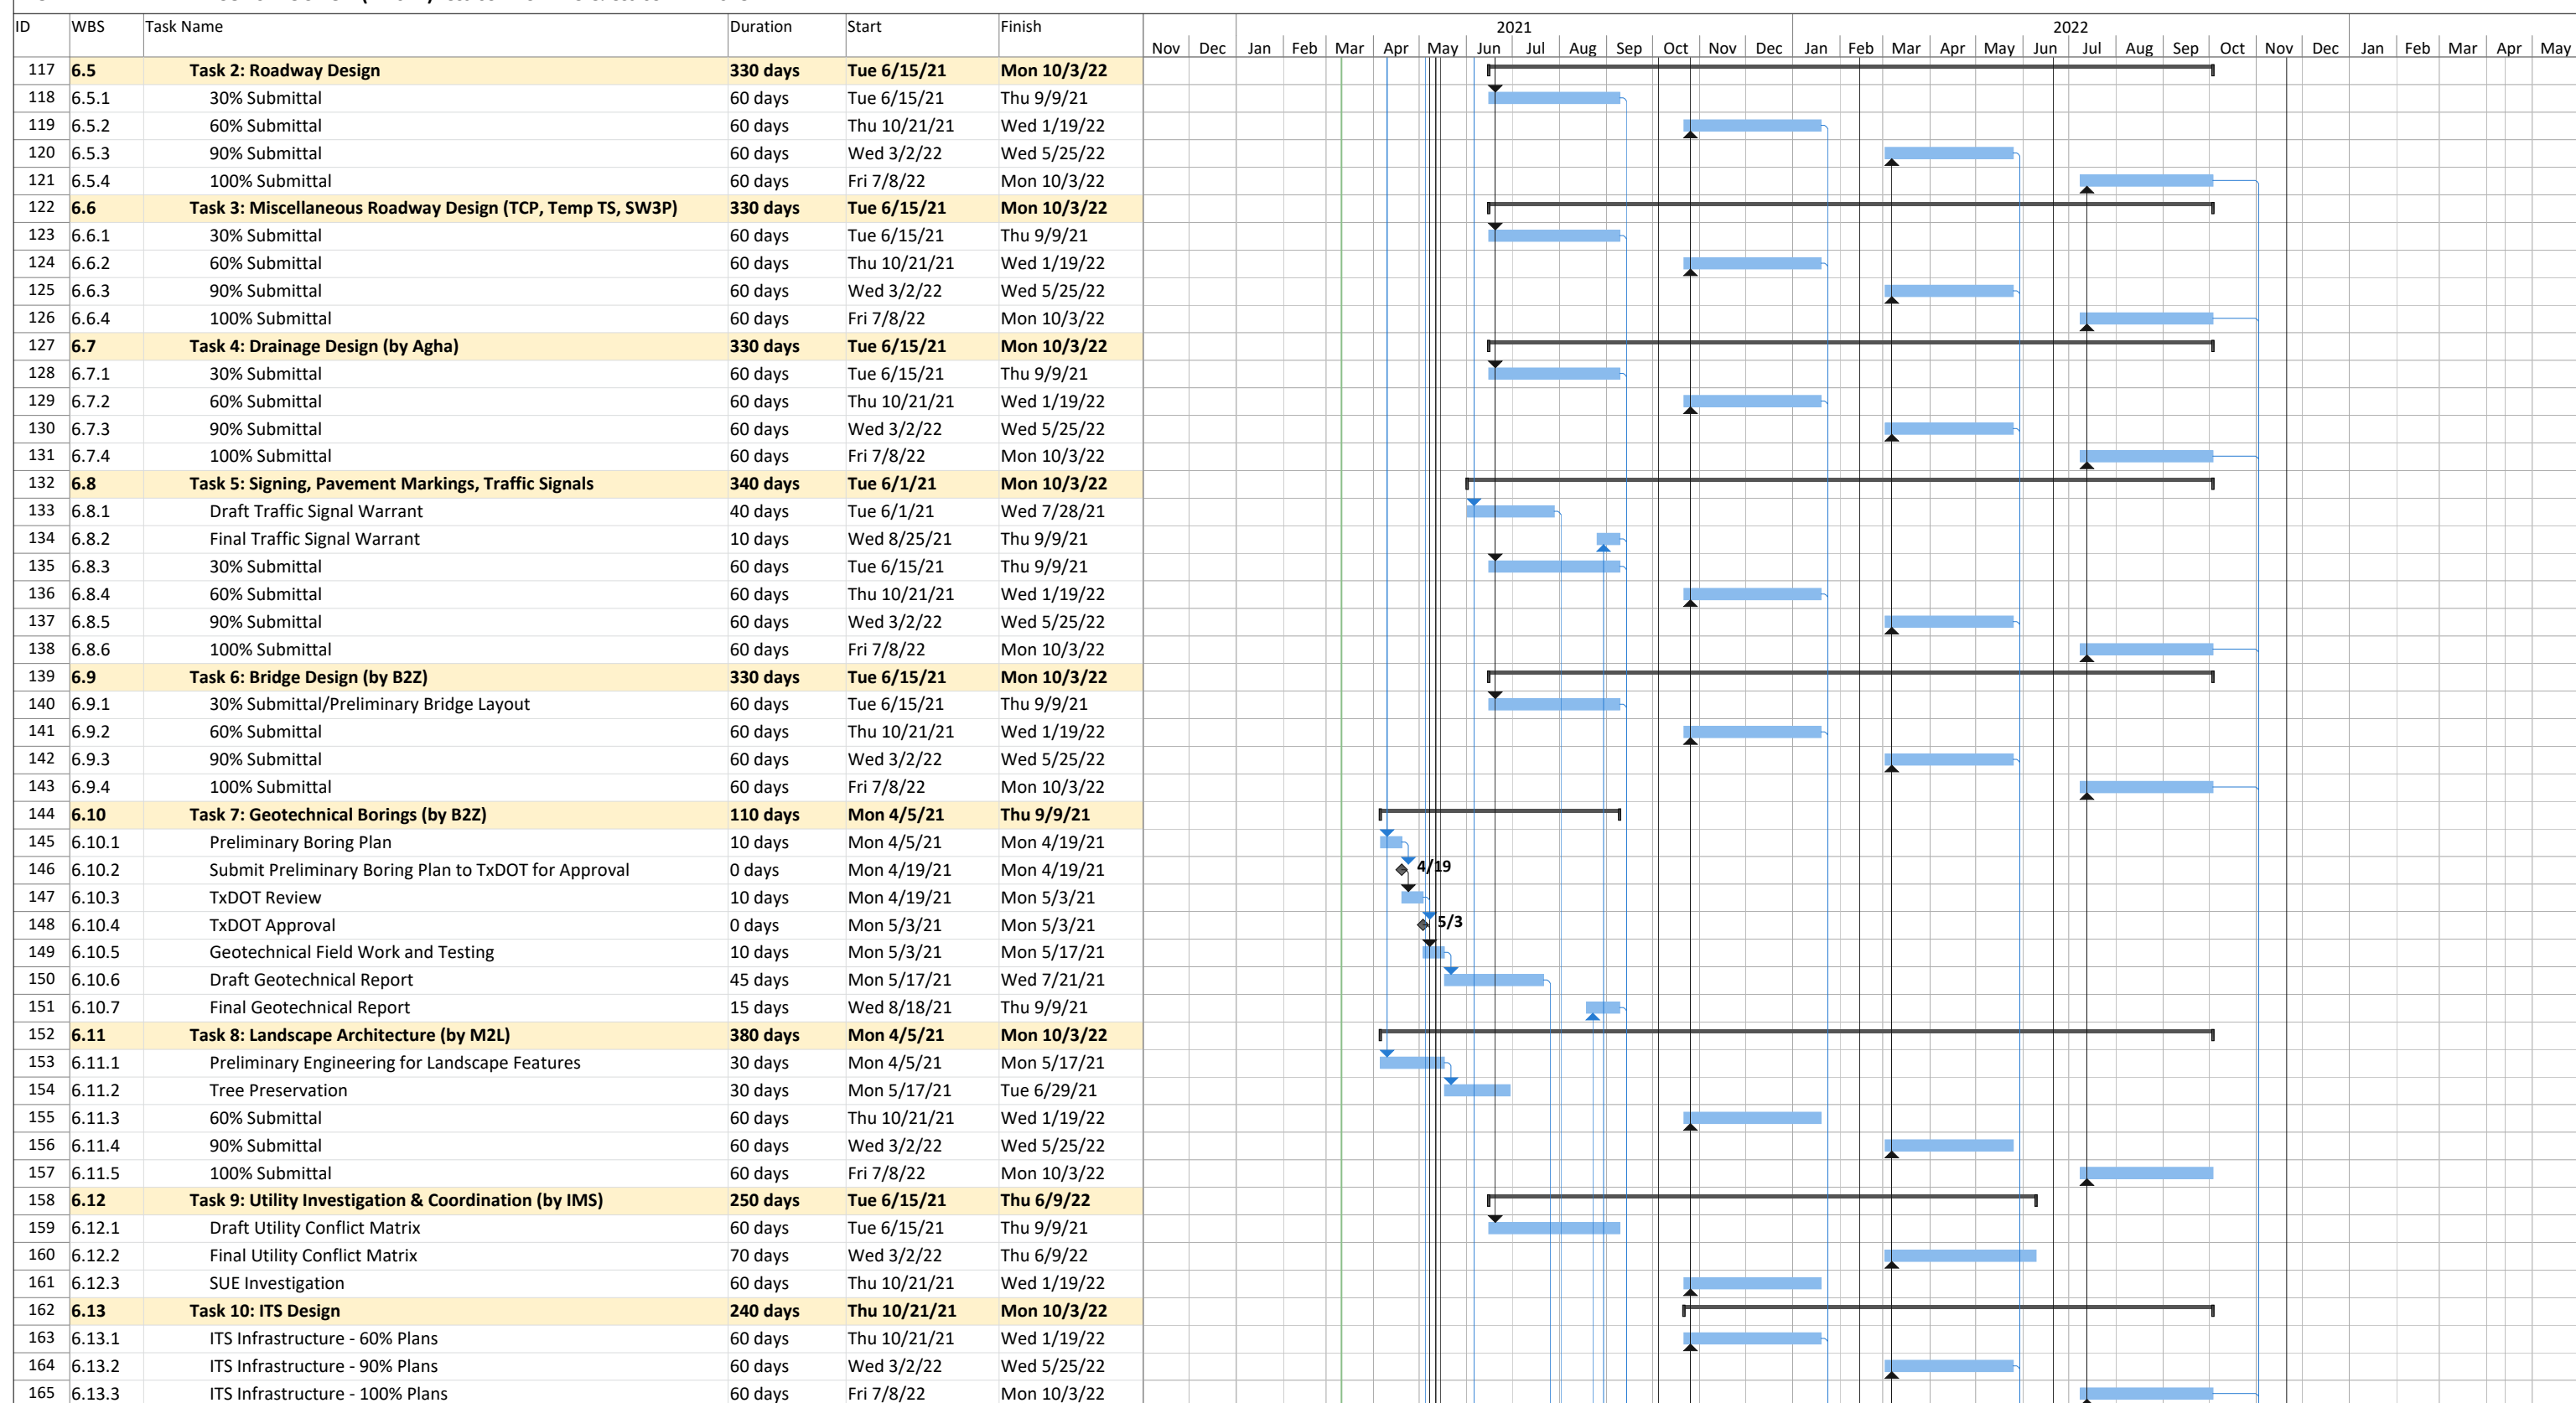 ID WBS Task Name Duration Start Finish 2021 2022
Nov Dec Jan Feb Mar Apr May Jun Jul Aug Sep Oct Nov Dec Jan Feb Mar Apr May Jun Jul Aug Sep Oct Nov Dec Jan Feb Mar Apr May
117 6.5 Task 2: Roadway Design 330 days Tue 6/15/21 Mon 10/3/22
118 6.5.1 30% Submittal 60 days Tue 6/15/21 Thu 9/9/21
119 6.5.2 60% Submittal 60 days Thu 10/21/21 Wed 1/19/22
120 6.5.3 90% Submittal 60 days Wed 3/2/22 Wed 5/25/22
121 6.5.4 100% Submittal 60 days Fri 7/8/22 Mon 10/3/22
122 6.6 Task 3: Miscellaneous Roadway Design (TCP, Temp TS, SW3P) 330 days Tue 6/15/21 Mon 10/3/22
123 6.6.1 30% Submittal 60 days Tue 6/15/21 Thu 9/9/21
124 6.6.2 60% Submittal 60 days Thu 10/21/21 Wed 1/19/22
125 6.6.3 90% Submittal 60 days Wed 3/2/22 Wed 5/25/22
126 6.6.4 100% Submittal 60 days Fri 7/8/22 Mon 10/3/22
127 6.7 Task 4: Drainage Design (by Agha) 330 days Tue 6/15/21 Mon 10/3/22
128 6.7.1 30% Submittal 60 days Tue 6/15/21 Thu 9/9/21
129 6.7.2 60% Submittal 60 days Thu 10/21/21 Wed 1/19/22
130 6.7.3 90% Submittal 60 days Wed 3/2/22 Wed 5/25/22
131 6.7.4 100% Submittal 60 days Fri 7/8/22 Mon 10/3/22
132 6.8 Task 5: Signing, Pavement Markings, Traffic Signals 340 days Tue 6/1/21 Mon 10/3/22
133 6.8.1 Draft Traffic Signal Warrant 40 days Tue 6/1/21 Wed 7/28/21
134 6.8.2 Final Traffic Signal Warrant 10 days Wed 8/25/21 Thu 9/9/21
135 6.8.3 30% Submittal 60 days Tue 6/15/21 Thu 9/9/21
136 6.8.4 60% Submittal 60 days Thu 10/21/21 Wed 1/19/22
137 6.8.5 90% Submittal 60 days Wed 3/2/22 Wed 5/25/22
138 6.8.6 100% Submittal 60 days Fri 7/8/22 Mon 10/3/22
139 6.9 Task 6: Bridge Design (by B2Z) 330 days Tue 6/15/21 Mon 10/3/22
140 6.9.1 30% Submittal/Preliminary Bridge Layout 60 days Tue 6/15/21 Thu 9/9/21
141 6.9.2 60% Submittal 60 days Thu 10/21/21 Wed 1/19/22
142 6.9.3 90% Submittal 60 days Wed 3/2/22 Wed 5/25/22
143 6.9.4 100% Submittal 60 days Fri 7/8/22 Mon 10/3/22
144 6.10 Task 7: Geotechnical Borings (by B2Z) 110 days Mon 4/5/21 Thu 9/9/21
145 6.10.1 Preliminary Boring Plan 10 days Mon 4/5/21 Mon 4/19/21
146 6.10.2 Submit Preliminary Boring Plan to TxDOT for Approval 0 days Mon 4/19/21 Mon 4/19/21 4/19
147 6.10.3 TxDOT Review 10 days Mon 4/19/21 Mon 5/3/21
148 6.10.4 TxDOT Approval 0 days Mon 5/3/21 Mon 5/3/21 5/3
149 6.10.5 Geotechnical Field Work and Testing 10 days Mon 5/3/21 Mon 5/17/21
150 6.10.6 Draft Geotechnical Report 45 days Mon 5/17/21 Wed 7/21/21
151 6.10.7 Final Geotechnical Report 15 days Wed 8/18/21 Thu 9/9/21
152 6.11 Task 8: Landscape Architecture (by M2L) 380 days Mon 4/5/21 Mon 10/3/22
153 6.11.1 Preliminary Engineering for Landscape Features 30 days Mon 4/5/21 Mon 5/17/21
154 6.11.2 Tree Preservation 30 days Mon 5/17/21 Tue 6/29/21
155 6.11.3 60% Submittal 60 days Thu 10/21/21 Wed 1/19/22
156 6.11.4 90% Submittal 60 days Wed 3/2/22 Wed 5/25/22
157 6.11.5 100% Submittal 60 days Fri 7/8/22 Mon 10/3/22
158 6.12 Task 9: Utility Investigation & Coordination (by IMS) 250 days Tue 6/15/21 Thu 6/9/22
159 6.12.1 Draft Utility Conflict Matrix 60 days Tue 6/15/21 Thu 9/9/21
160 6.12.2 Final Utility Conflict Matrix 70 days Wed 3/2/22 Thu 6/9/22
161 6.12.3 SUE Investigation 60 days Thu 10/21/21 Wed 1/19/22
162 6.13 Task 10: ITS Design 240 days Thu 10/21/21 Mon 10/3/22
163 6.13.1 ITS Infrastructure - 60% Plans 60 days Thu 10/21/21 Wed 1/19/22
164 6.13.2 ITS Infrastructure - 90% Plans 60 days Wed 3/2/22 Wed 5/25/22
165 6.13.3 ITS Infrastructure - 100% Plans 60 days Fri 7/8/22 Mon 10/3/22